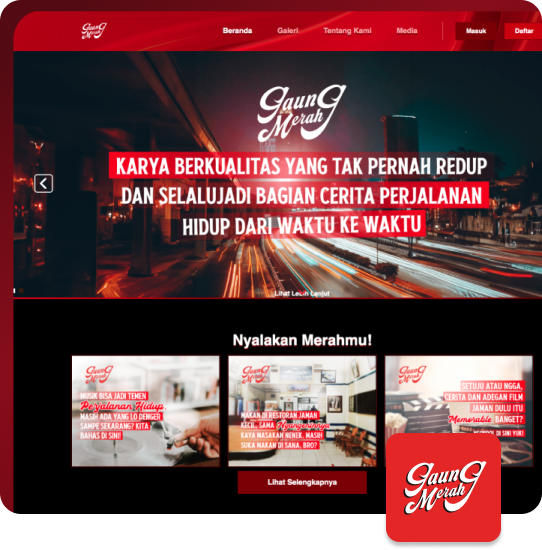 Gaung
Merah
Beranda
Galeri
Tentang Kami
Media
Masuk
Daftar
Gaung
Merah
KARYA BERKUALITAS YANG TAK PERNAH REDUP
DAN SELALUJADI BAGIAN CERITA PERJALANAN
HIDUP DARI WAKTU KE WAKTU
Lihat Lebih Lanjut
Nyalakan Merahmu!
Gaung
Merah
MUSIK BISA JADI TEMEN
Perjalanan Hidup.
MASIH ADA YANG LO DENGER
SAMPE SEKARANG? KITA
BAHAS DI SINI!
Gaung
Merah
MAKAN DI RESTORAN JAMAN
KECIL, SAMA
KAYA MASAKAN NENEK. MASIH
SUKA MAKAN DI SANA, BRO?
Gaung
Merah
SETUJU ATAU NGGA,
CERITA DAN ADEGAN FILM
JAMAN DULU ITU
Memorable BANGET?
DI SINI YUK!
Lihat Selengkapnya
Gaung
Merah